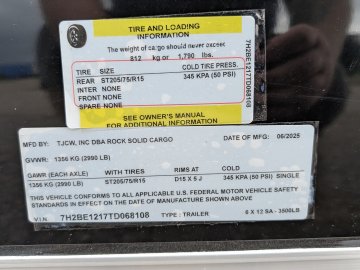 TIRE AND LOADING
INFORMATION
The weight of cargo should never exceed
812 kg or 1,790 lbs.
TIRE SIZE COLD TIRE PRESS.
REAR ST205/75/R15 345 KPA (50 PSI)
INTER NONE
FRONT NONE
SPARE NONE
SEE OWNER'S MANUAL
FOR ADDITIONAL INFORMATION
7H2BE1217TD068108
MFD BY: TJCW, INC DBA ROCK SOLID CARGO DATE OF MFD: 06/2025
GVWR: 1356 KG (2990 LB)
GAWR (EACH AXLE) WITH TIRES RIMS AT COLD
1356 KG (2990 LB) ST205/75/R15 D15 X 5 J 345 KPA (50 PSI) SINGLE
THIS VEHICLE CONFORMS TO ALL APPLICABLE U.S. FEDERAL MOTOR VEHICLE SAFETY
STANDARDS IN EFFECT ON THE DATE OF MANUFACTURE SHOWN ABOVE
V.I.N. 7H2BE1217TD068108 TYPE: TRAILER 6 X 12 SA - 3500LB